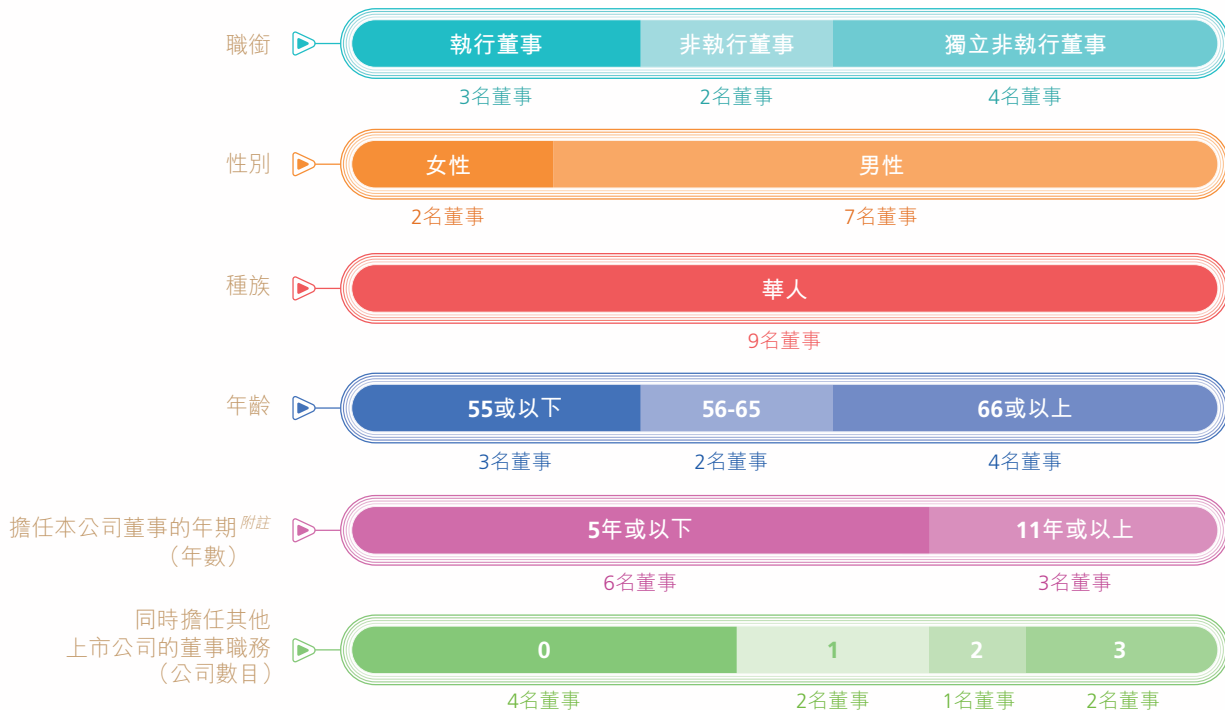 職銜
執行董事 非執行董事 獨立非執行董事
3名董事 2名董事 4名董事
性別
女性 男性
2名董事 7名董事
種族
華人
9名董事
年齡
55或以下 56-65 66或以上
3名董事 2名董事 4名董事
擔任本公司董事的年期附註
(年數)
5年或以下 11年或以上
6名董事 3名董事
同時擔任其他
上市公司的董事職務
(公司數目)
0 1 2 3
4名董事 2名董事 1名董事 2名董事